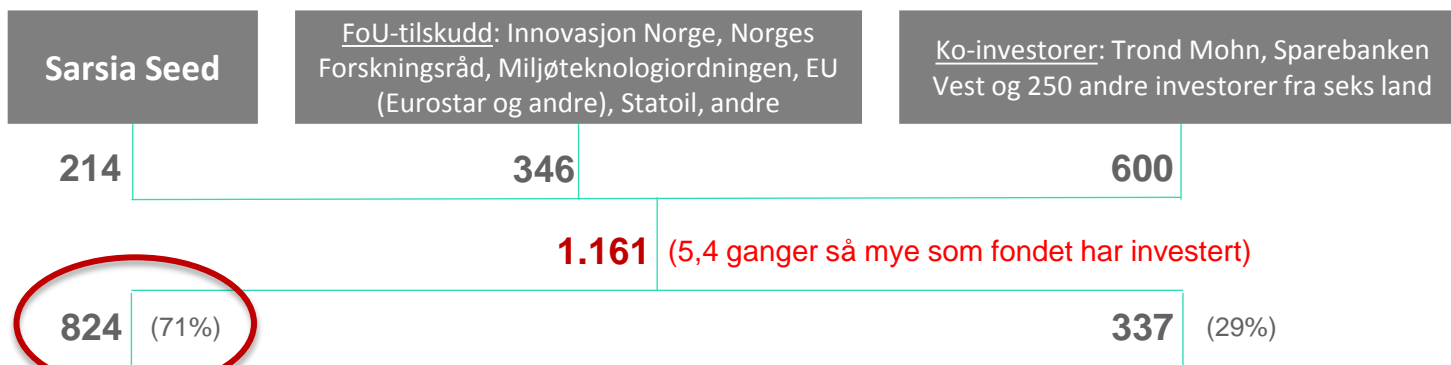 Sarsia Seed
FoU-tilskudd: Innovasjon Norge, Norges
Forskningsråd, Miljøteknologiordningen, EU
(Eurostar og andre), Statoil, andre
Ko-investorer: Trond Mohn, Sparebanken
Vest og 250 andre investorer fra seks land
214
346
600
1.161 (5,4 ganger så mye som fondet har investert)
824 (71%)
337 (29%)